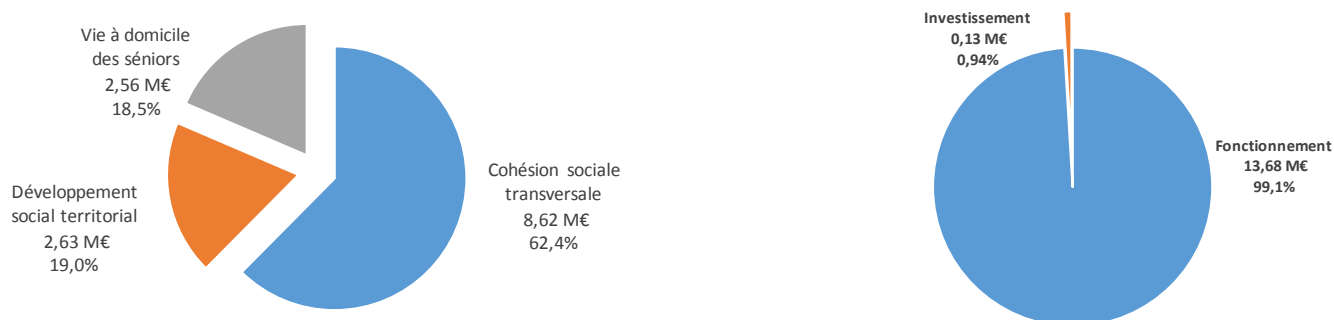 Vie à domicile
des séniors
2,56 M€
18,5%
Développement
social territorial
2,63 M€
19,0%
Cohésion sociale
transversale
8,62 M€
62,4%
Investissement
0,13 M€
0,94%
Fonctionnement
13,68 M€
99,1%